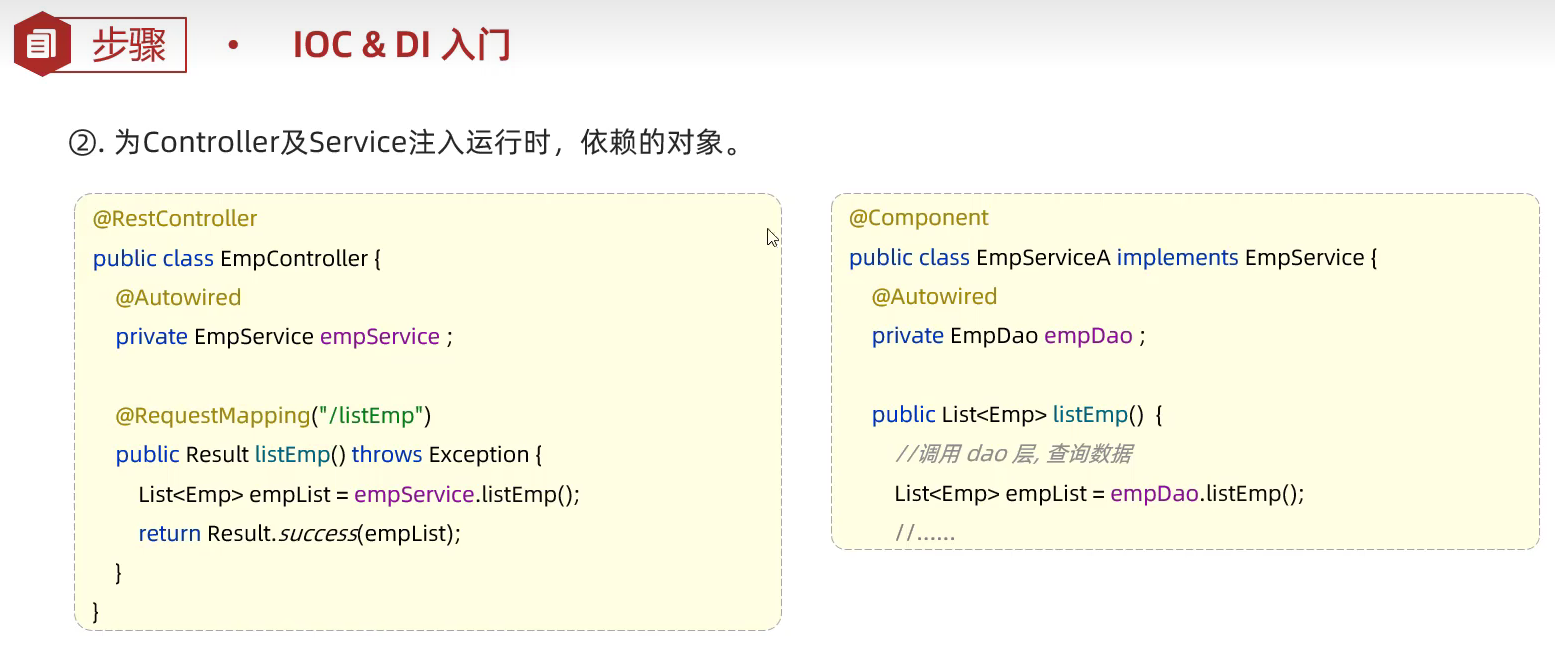 步骤 • IOC & DI 入门
②. 为Controller及Service注入运行时，依赖的对象。
@RestController
public class EmpController {
@Autowired
private EmpService empService ;
@RequestMapping("/listEmp")
public Result listEmp() throws Exception {
List<Emp> empList = empService.listEmp();
return Result.success(empList);
}
}
@Component
public class EmpServiceA implements EmpService {
@Autowired
private EmpDao empDao ;
public List<Emp> listEmp() {
//调用 dao 层, 查询数据
List<Emp> empList = empDao.listEmp();
//......